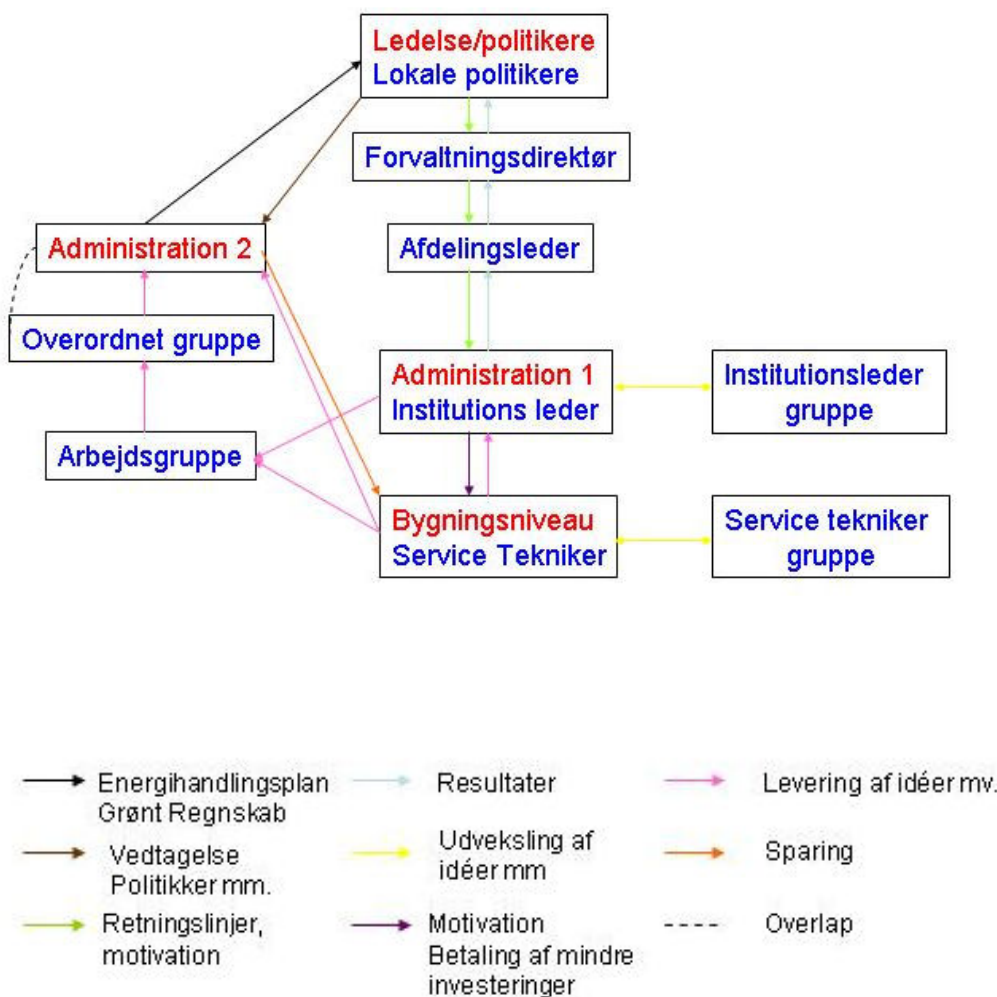 Ledelse/politikere
Lokale politikere
Forvaltningsdirektør
Administration 2
Afdelingsleder
Overordnet gruppe
Administration 1
Institutions leder
Institutionsleder
gruppe
Arbejdsgruppe
Bygningsniveau
Service Tekniker
Service tekniker
gruppe
Energihandlingsplan
Grønt Regnskab
Resultater
Levering af idéer mv.
Vedtagelse
Politikker mm.
Udveksling af
idéer mm
Sparing
Retningslinjer,
motivation
Motivation
Betaling af mindre
investeringer
Overlap